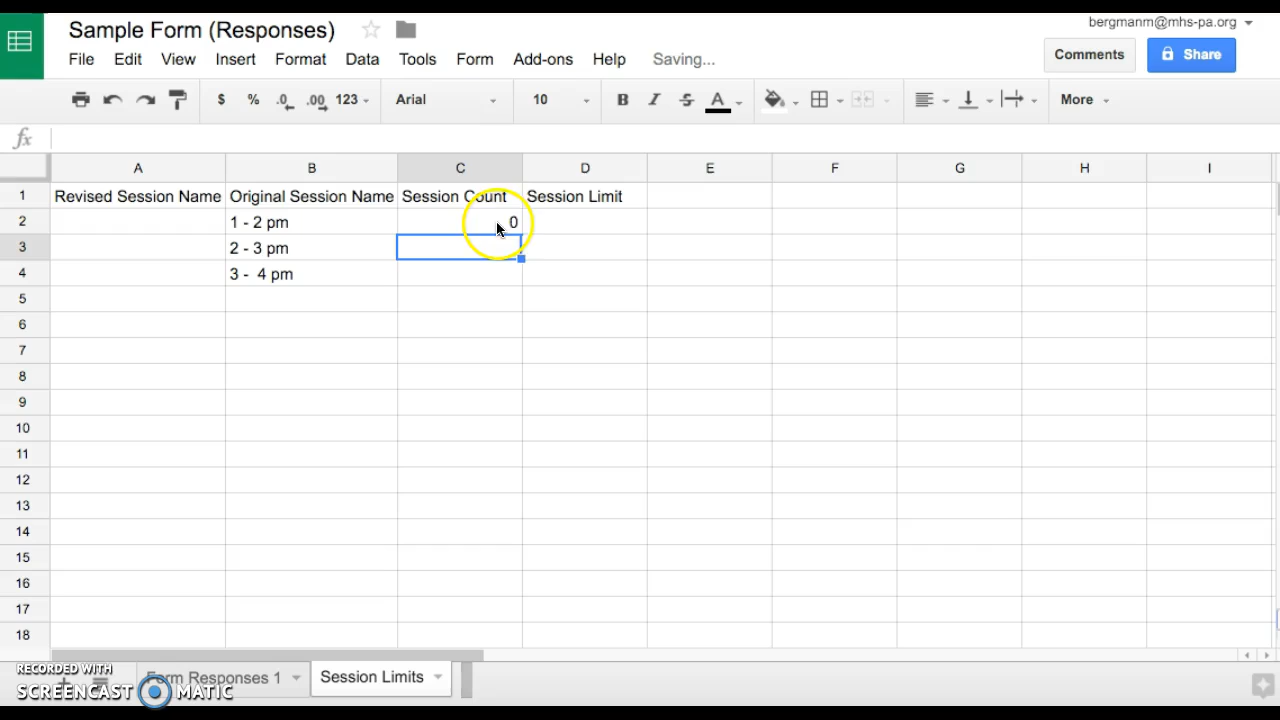 Sample Form (Responses)
bergmanm@mhs-pa.org
File Edit View Insert Format Data Tools Form Add-ons Help Saving...
Comments Share
$ % .0 .00 123 Arial 10 B I S A More
fx
A B C D E F G H I
1 Revised Session Name Original Session Name Session Count Session Limit
2 1 - 2 pm 0
3 2 - 3 pm
4 3 - 4 pm
5
6
7
8
9
10
11
12
13
14
15
16
17
18
RECORDED WITH
SCREENCAST MATIC
Form Responses 1 Session Limits